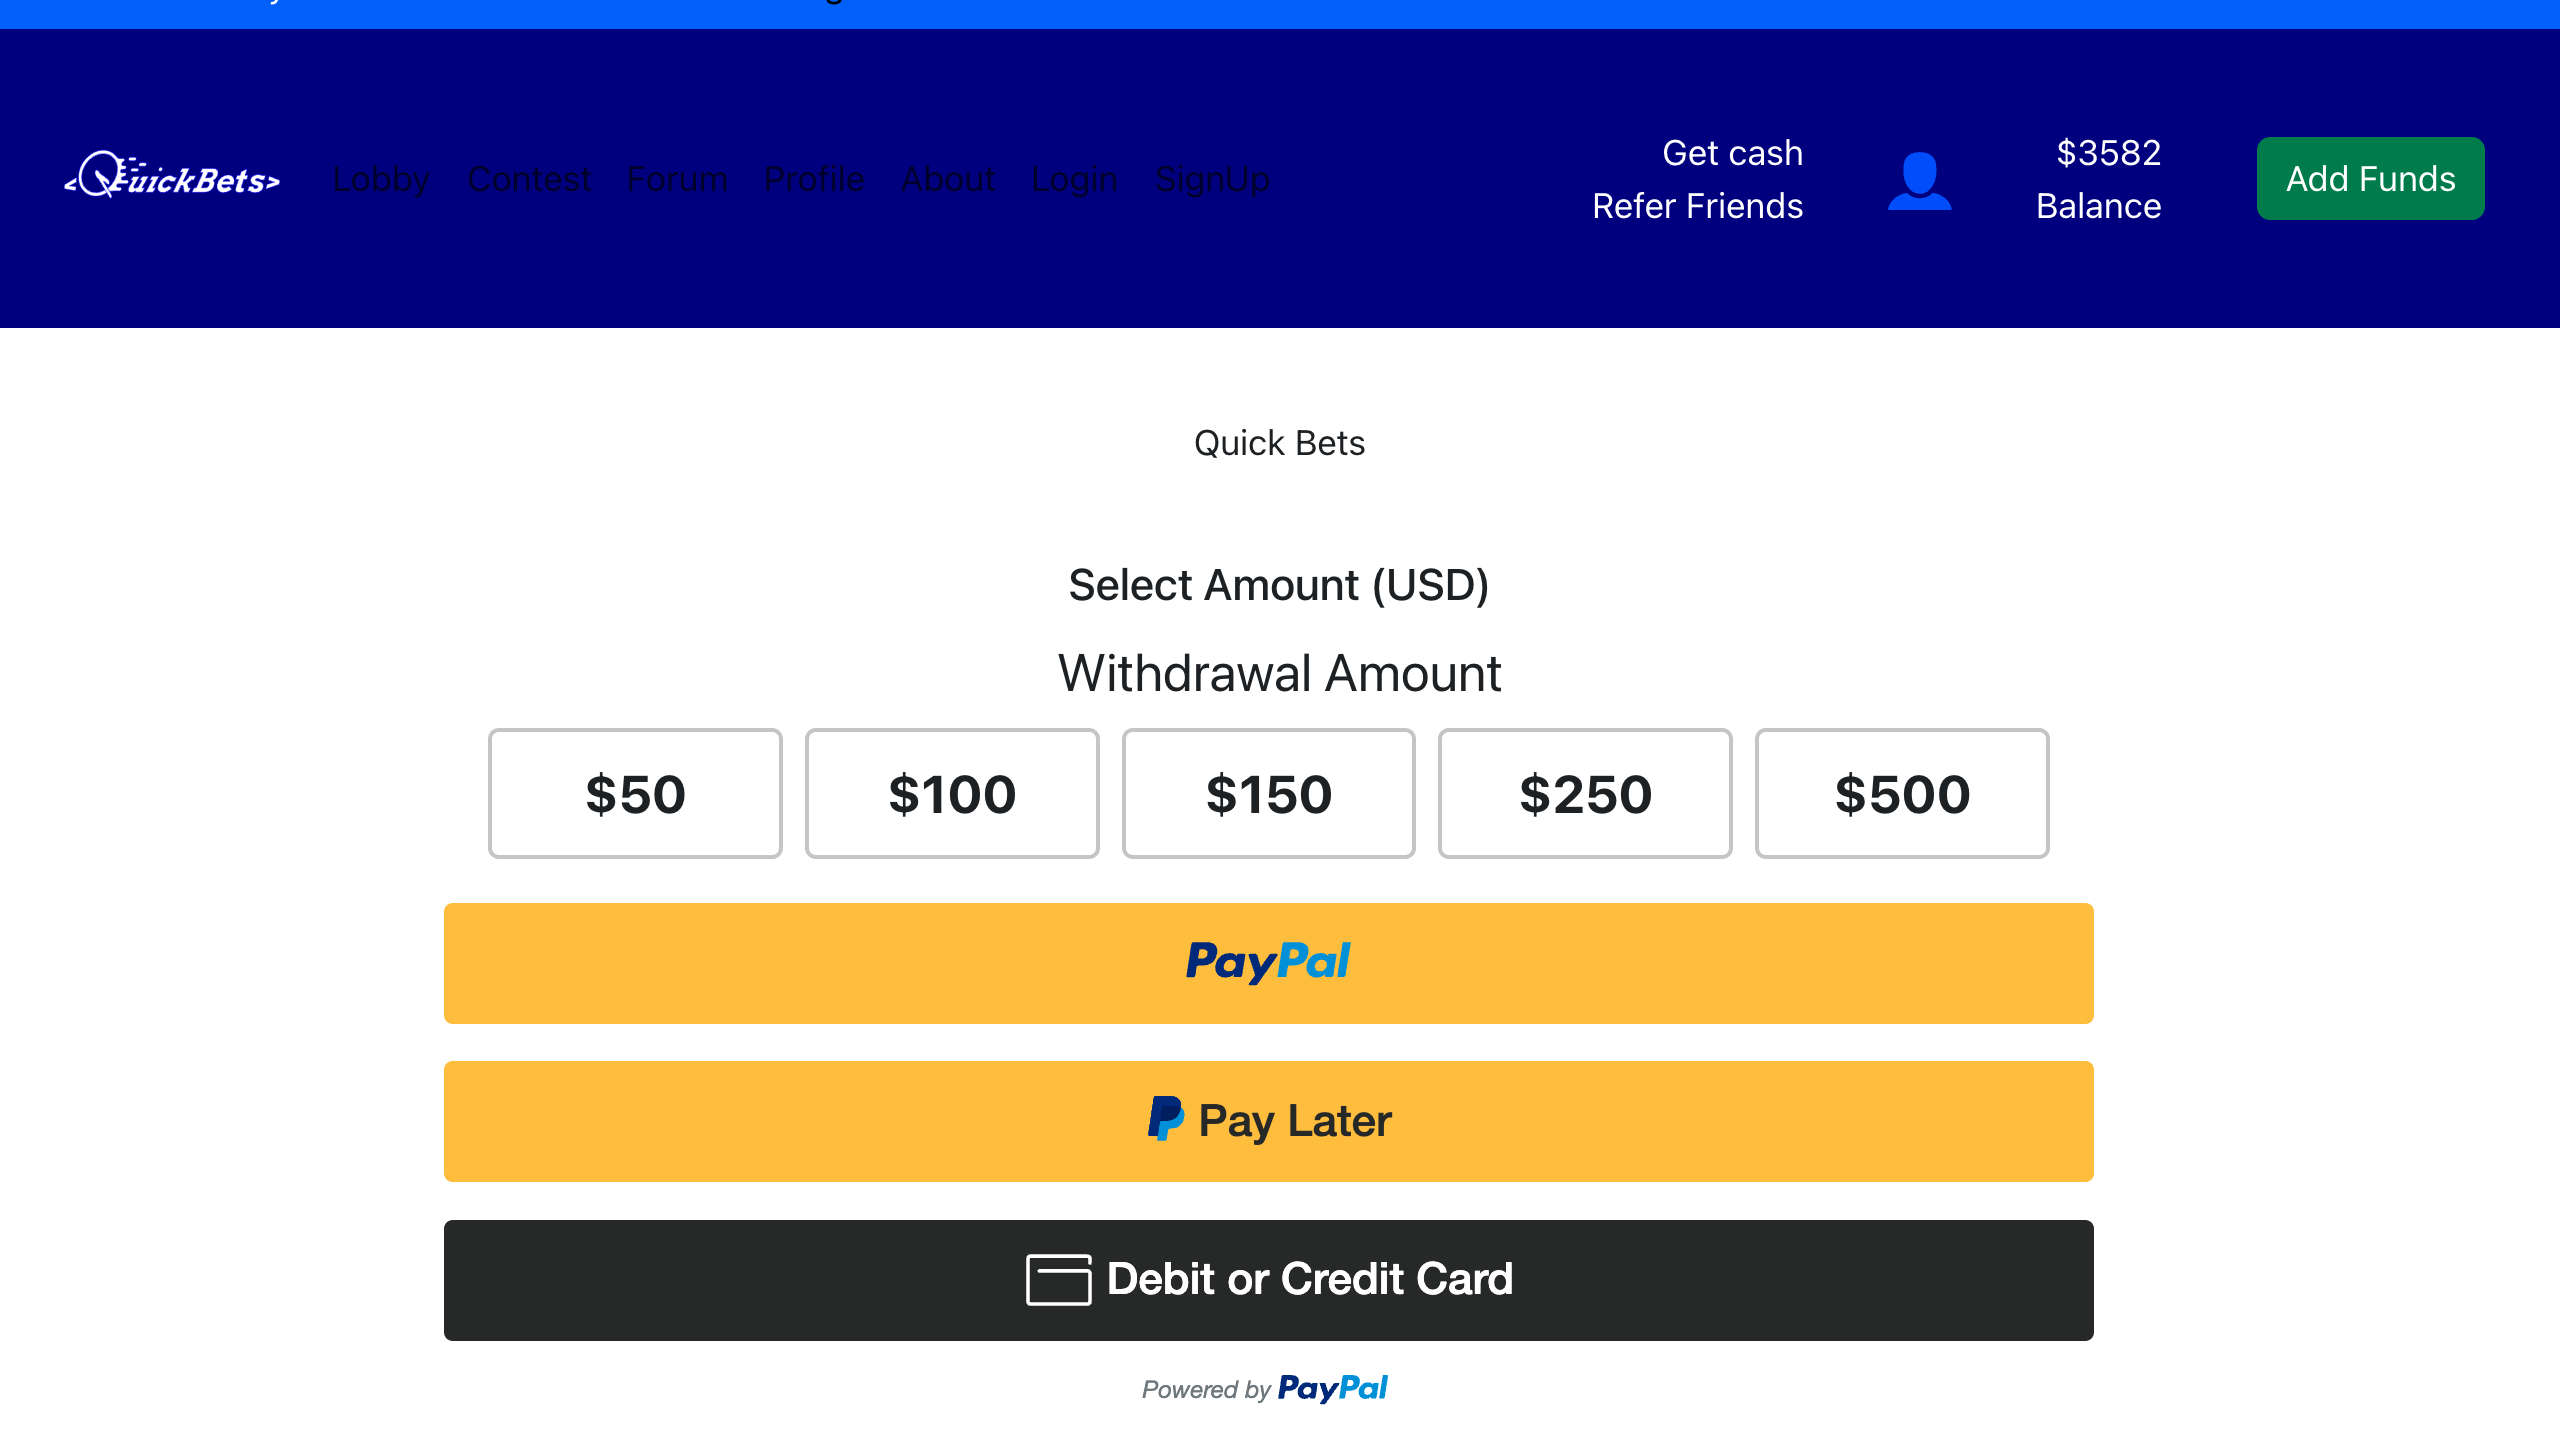 <QuickBets>
Lobby Contest Forum Profile About Login SignUp
Get cash
Refer Friends
$3582
Balance
Add Funds
Quick Bets
Select Amount (USD)
Withdrawal Amount
$50 $100 $150 $250 $500
PayPal
Pay Later
Debit or Credit Card
Powered by PayPal